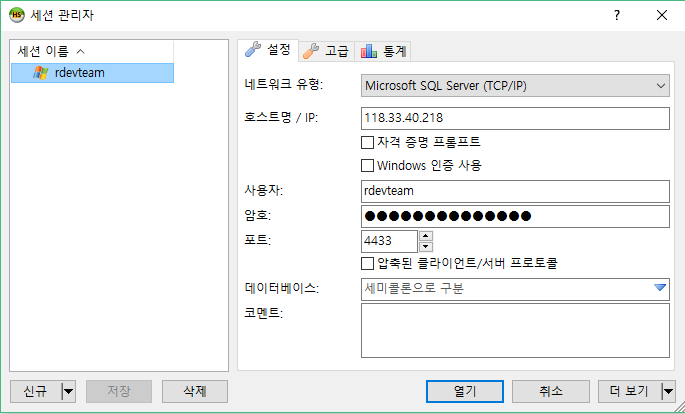 세션 관리자
세션 이름
rdevteam
설정 고급 통계
네트워크 유형: Microsoft SQL Server (TCP/IP)
호스트명 / IP: 118.33.40.218
자격 증명 프롬프트
Windows 인증 사용
사용자: rdevteam
암호: ●●●●●●●●●●●●●●
포트: 4433
압축된 클라이언트/서버 프로토콜
데이터베이스: 세미콜론으로 구분
코멘트:
신규 저장 삭제 열기 취소 더 보기